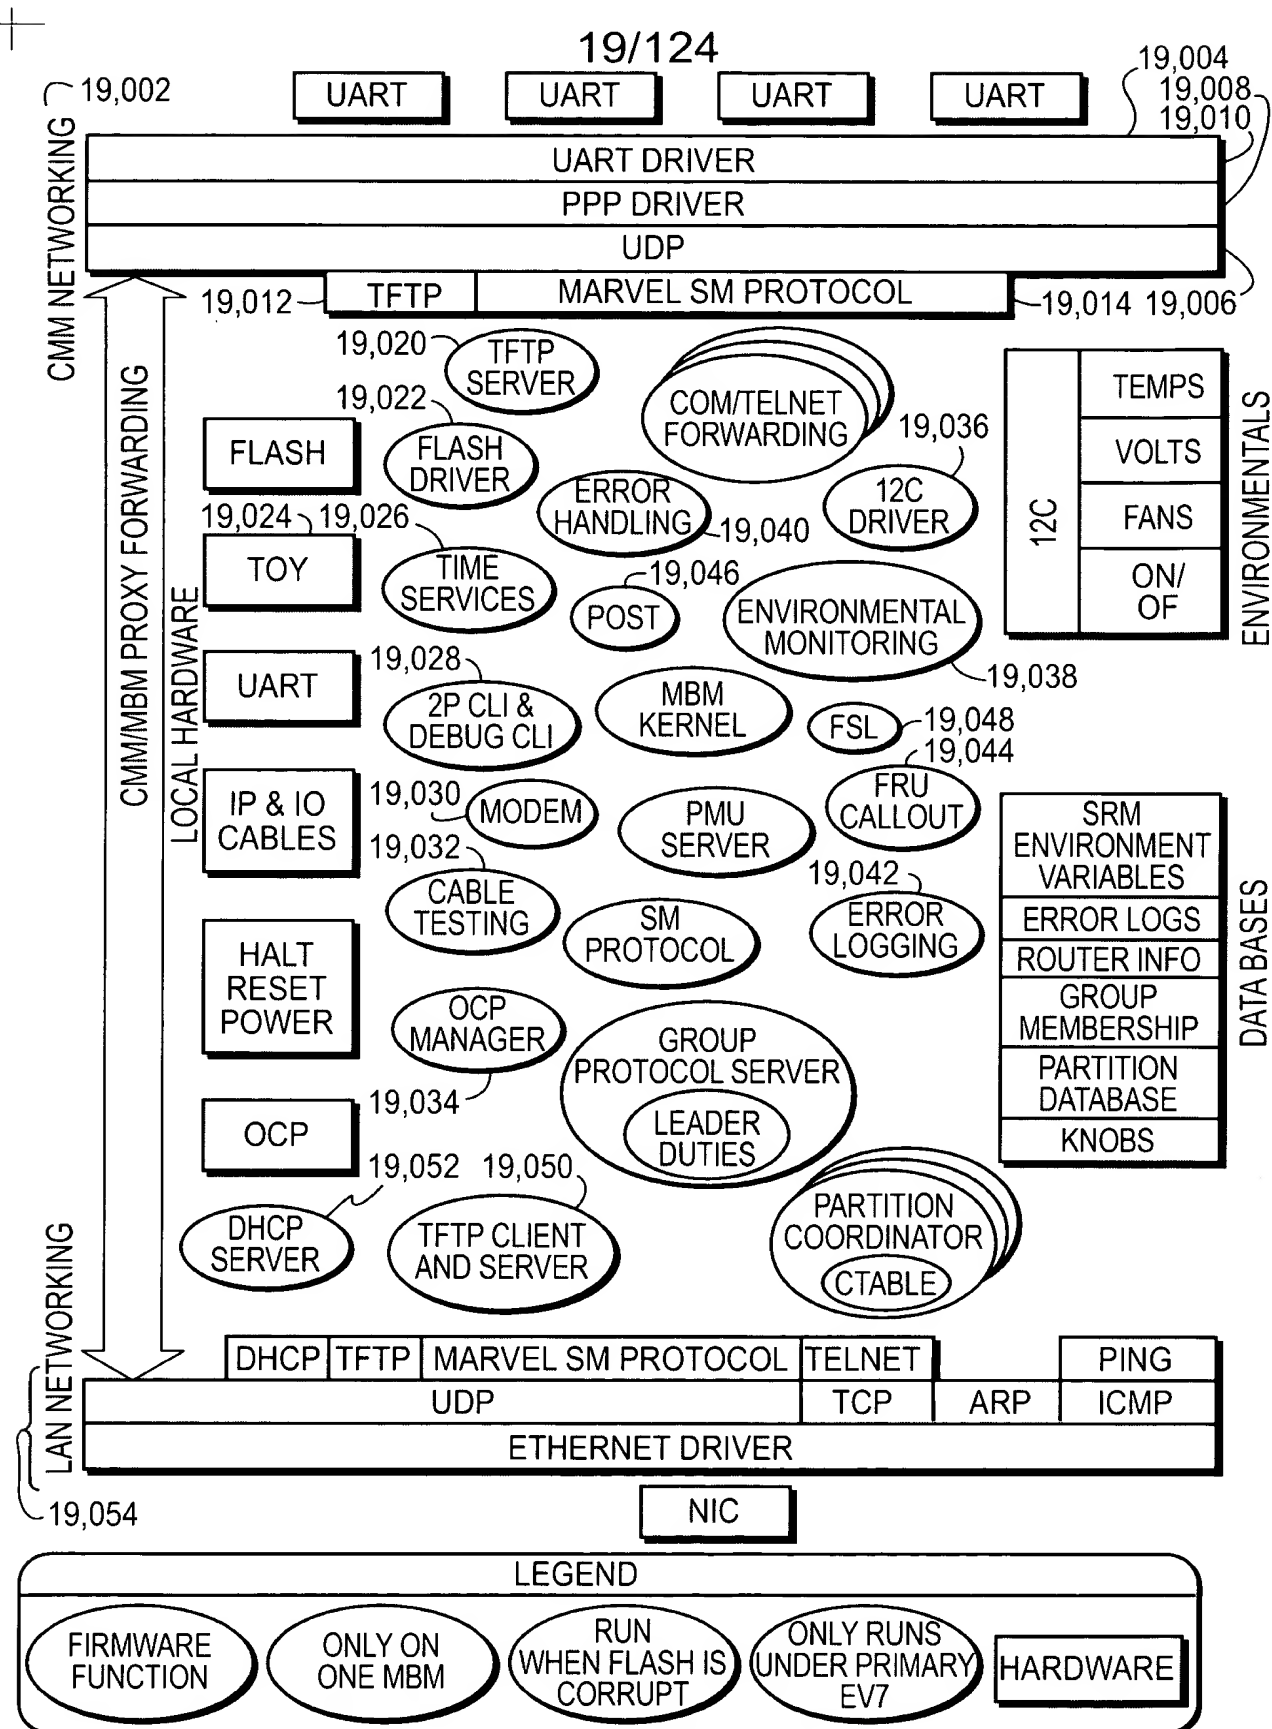 19/124
19,002
19,004
19,008
19,010
UART
UART
UART
UART
CMM NETWORKING
UART DRIVER
PPP DRIVER
UDP
19,012
TFTP
MARVEL SM PROTOCOL
19,014
19,006
CMM/MBM PROXY FORWARDING
LOCAL HARDWARE
19,020
TFTP
SERVER
COM/TELNET
FORWARDING
19,022
FLASH
FLASH
DRIVER
19,036
12C
DRIVER
ERROR
HANDLING
19,040
12C
TEMPS
VOLTS
FANS
ON/
OF
ENVIRONMENTALS
19,024
19,026
TOY
TIME
SERVICES
19,046
POST
ENVIRONMENTAL
MONITORING
19,038
UART
19,028
2P CLI &
DEBUG CLI
MBM
KERNEL
FSL
19,048
19,044
FRU
CALLOUT
IP & IO
CABLES
19,030
MODEM
PMU
SERVER
19,032
CABLE
TESTING
SM
PROTOCOL
19,042
ERROR
LOGGING
SRM
ENVIRONMENT
VARIABLES
ERROR LOGS
ROUTER INFO
GROUP
MEMBERSHIP
PARTITION
DATABASE
KNOBS
DATA BASES
HALT
RESET
POWER
OCP
MANAGER
19,034
GROUP
PROTOCOL SERVER
LEADER
DUTIES
OCP
19,052
19,050
DHCP
SERVER
TFTP CLIENT
AND SERVER
PARTITION
COORDINATOR
CTABLE
LAN NETWORKING
DHCP
TFTP
MARVEL SM PROTOCOL
TELNET
PING
UDP
TCP
ARP
ICMP
ETHERNET DRIVER
19,054
NIC
LEGEND
FIRMWARE
FUNCTION
ONLY ON
ONE MBM
RUN
WHEN FLASH IS
CORRUPT
ONLY RUNS
UNDER PRIMARY
EV7
HARDWARE